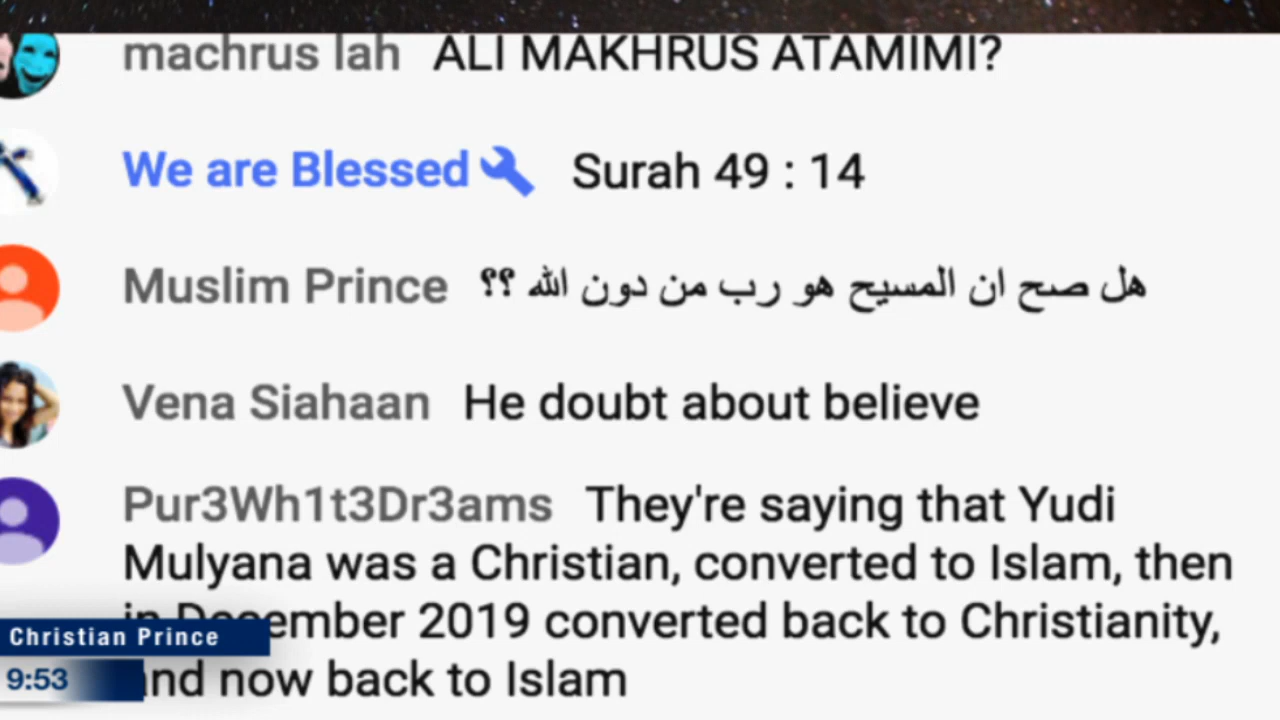 machrus lah ALI MAKHRUS ATAMIMI?
We are Blessed Surah 49 : 14
Muslim Prince هل صح ان المسيح هو رب من دون الله ؟؟
Vena Siahaan He doubt about believe
Pur3Wh1t3Dr3ams They're saying that Yudi
Mulyana was a Christian, converted to Islam, then
in December 2019 converted back to Christianity,
and now back to Islam
Christian Prince
9:53